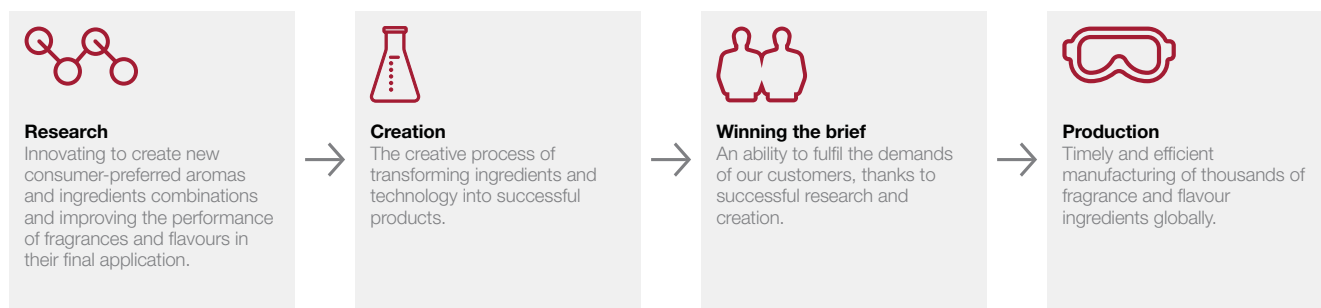 Research
Innovating to create new
consumer-preferred aromas
and ingredients combinations
and improving the performance
of fragrances and flavours in
their final application.
Creation
The creative process of
transforming ingredients and
technology into successful
products.
Winning the brief
An ability to fulfil the demands
of our customers, thanks to
successful research and
creation.
Production
Timely and efficient
manufacturing of thousands of
fragrance and flavour
ingredients globally.